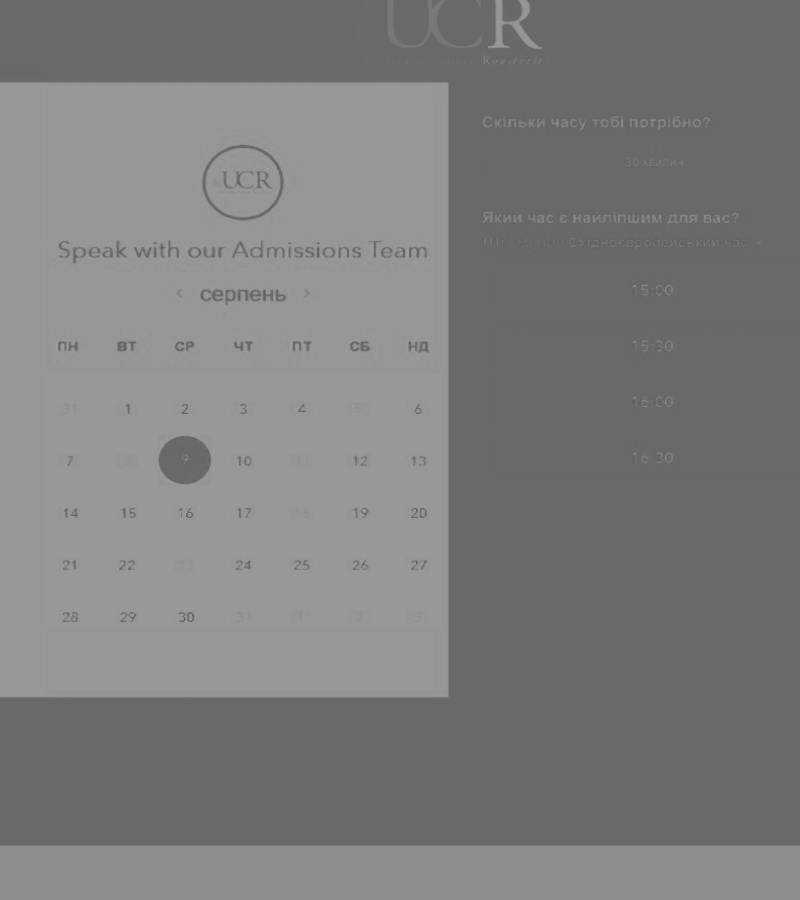 UCR
Roosevelt
UCR
Speak with our Admissions Team
‹ серпень ›
ПН ВТ СР ЧТ ПТ СБ НД
31 1 2 3 4 5 6
7 8 9 10 11 12 13
14 15 16 17 18 19 20
21 22 23 24 25 26 27
28 29 30 31 1 2 3
Скільки часу тобі потрібно?
30 хвилин
Який час є найліпшим для вас?
Східноєвропейський час
15:00
15:30
16:00
16:30